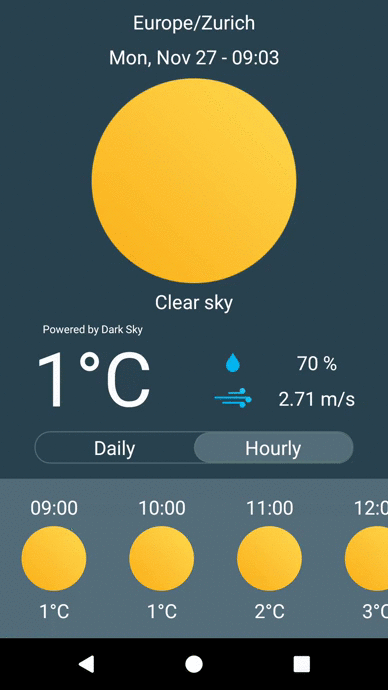 Europe/Zurich
Mon, Nov 27 - 09:03
Clear sky
Powered by Dark Sky
1°C
70 %
2.71 m/s
Daily Hourly
09:00 10:00 11:00 12:0
1°C 1°C 2°C 3°C